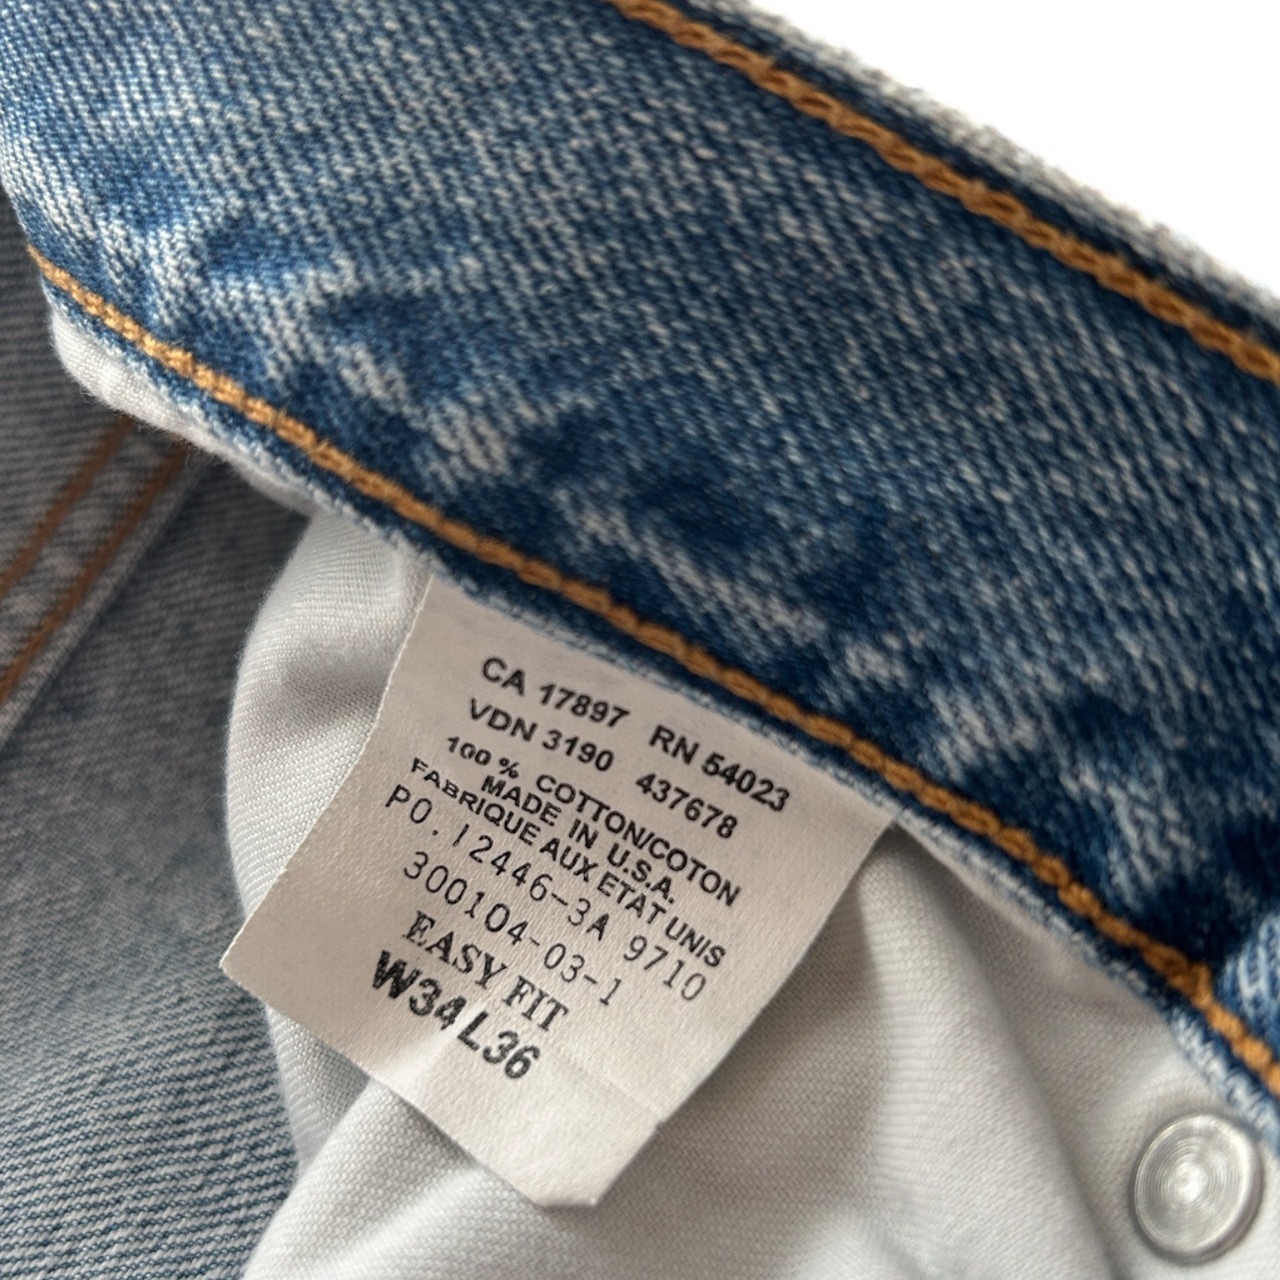 CA 17897 RN 54023
VDN 3190 437678
100 % COTTON/COTON
MADE IN U.S.A.
FABRIQUE AUX ETAT UNIS
PO.12446-3A 9710
300104-03-1
EASY FIT
W34L36